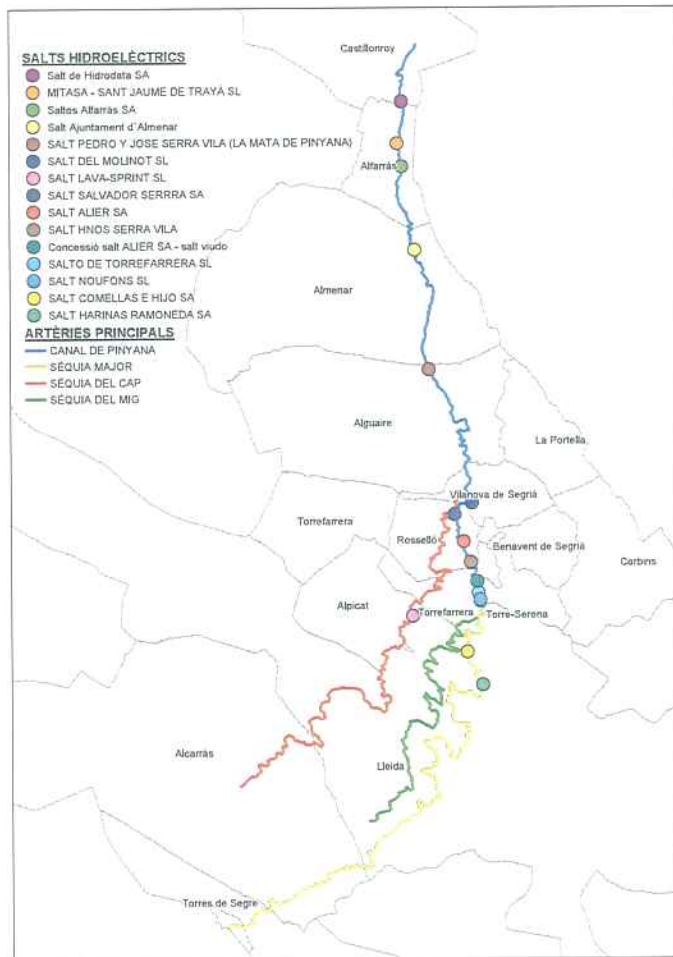 SALTS HIDROELÈCTRICS
Salt de Hidrodata SA
MITASA - SANT JAUME DE TRAYÀ SL
Saltos Alfarràs SA
Salt Ajuntament d'Almenar
SALT PEDRO Y JOSE SERRA VILA (LA MATA DE PINYANA)
SALT DEL MOLINOT SL
SALT LAVA-SPRINT SL
SALT SALVADOR SERRRA SA
SALT ALIER SA
SALT HNOS SERRA VILA
Concessió salt ALIER SA - salt viudo
SALTO DE TORREFARRERA SL
SALT NOUFONS SL
SALT COMELLAS E HIJO SA
SALT HARINAS RAMONEDA SA
ARTÈRIES PRINCIPALS
CANAL DE PINYANA
SÉQUIA MAJOR
SÉQUIA DEL CAP
SÉQUIA DEL MIG
Castillonroy
Alfarràs
Almenar
Alguaire
La Portella
Vilanova de Segrià
Torrefarrera
Rosselló
Benavent de Segrià
Corbins
Alpicat
Torrefarrera
Torre-Serona
Alcarràs
Lleida
Torres de Segre